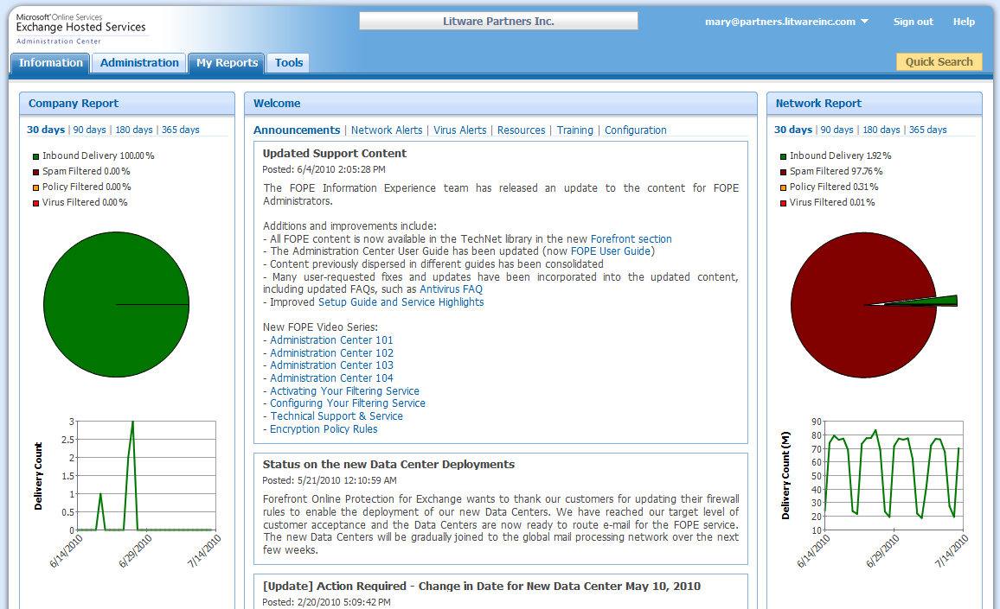 Microsoft® Online Services
Exchange Hosted Services
Administration Center
Litware Partners Inc.
mary@partners.litwareinc.com
Sign out
Help
Information
Administration
My Reports
Tools
Quick Search
Company Report
30 days | 90 days | 180 days | 365 days
Inbound Delivery 100.00 %
Spam Filtered 0.00 %
Policy Filtered 0.00 %
Virus Filtered 0.00 %
Delivery Count
3
2.5
2
1.5
1
0.5
0
6/14/2010
6/29/2010
7/14/2010
Welcome
Announcements | Network Alerts | Virus Alerts | Resources | Training | Configuration
Updated Support Content
Posted: 6/4/2010 2:05:28 PM
The FOPE Information Experience team has released an update to the content for FOPE
Administrators.
Additions and improvements include:
- All FOPE content is now available in the TechNet library in the new Forefront section
- The Administration Center User Guide has been updated (now FOPE User Guide)
- Content previously dispersed in different guides has been consolidated
- Many user-requested fixes and updates have been incorporated into the updated content,
including updated FAQs, such as Antivirus FAQ
- Improved Setup Guide and Service Highlights
New FOPE Video Series:
- Administration Center 101
- Administration Center 102
- Administration Center 103
- Administration Center 104
- Activating Your Filtering Service
- Configuring Your Filtering Service
- Technical Support & Service
- Encryption Policy Rules
Status on the new Data Center Deployments
Posted: 5/21/2010 12:10:59 AM
Forefront Online Protection for Exchange wants to thank our customers for updating their firewall
rules to enable the deployment of our new Data Centers. We have reached our target level of
customer acceptance and the Data Centers are now ready to route e-mail for the FOPE service.
The new Data Centers will be gradually joined to the global mail processing network over the next
few weeks.
[Update] Action Required - Change in Date for New Data Center May 10, 2010
Posted: 2/20/2010 5:09:42 PM
Network Report
30 days | 90 days | 180 days | 365 days
Inbound Delivery 1.92 %
Spam Filtered 97.76 %
Policy Filtered 0.31 %
Virus Filtered 0.01 %
Delivery Count (M)
90
80
70
60
50
40
30
20
10
6/14/2010
6/29/2010
7/14/2010